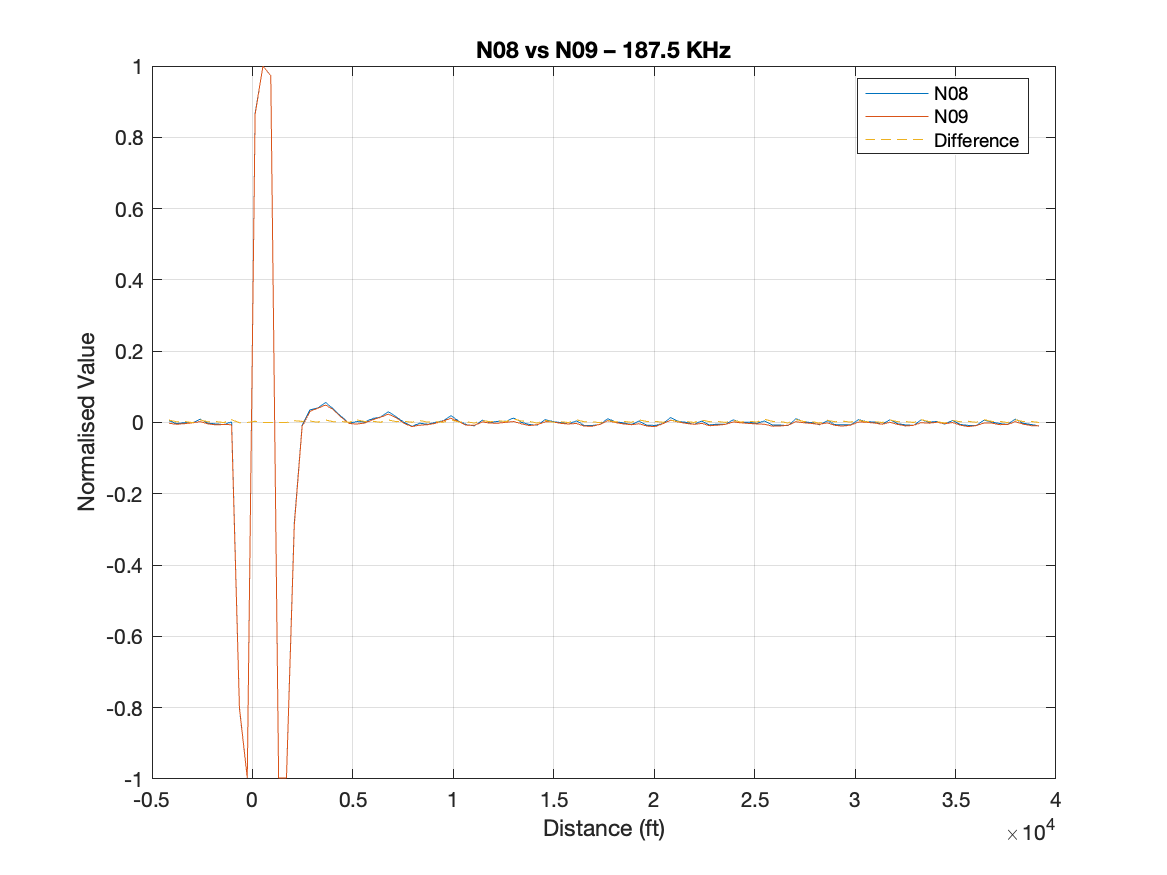 N08 vs N09 – 187.5 KHz
N08
N09
Difference
1
0.8
0.6
0.4
0.2
0
-0.2
-0.4
-0.6
-0.8
-1
Normalised Value
-0.5 0 0.5 1 1.5 2 2.5 3 3.5 4
Distance (ft)
×10⁴